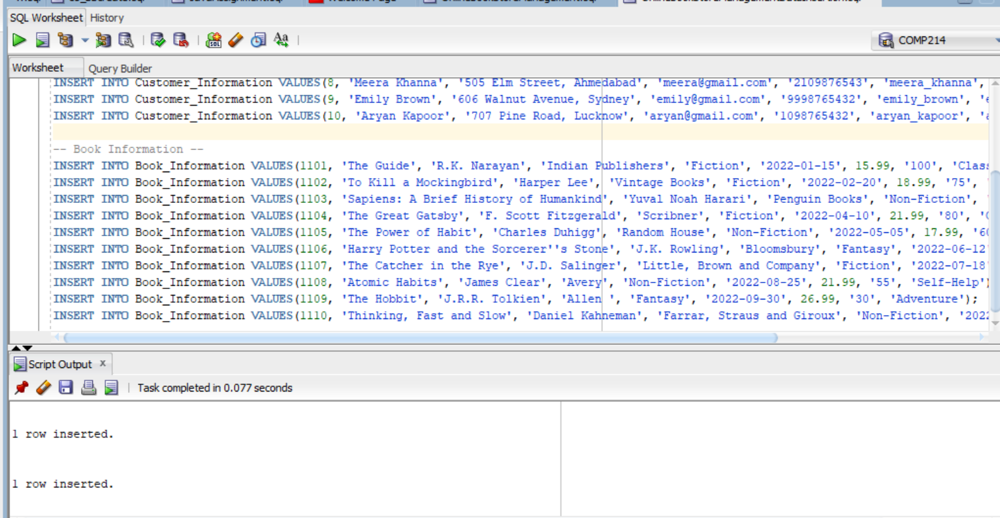 SQL Worksheet History
COMP214
Worksheet Query Builder
INSERT INTO Customer_Information VALUES(8, 'Meera Khanna', '505 Elm Street, Ahmedabad', 'meera@gmail.com', '2109876543', 'meera_khanna',
INSERT INTO Customer_Information VALUES(9, 'Emily Brown', '606 Walnut Avenue, Sydney', 'emily@gmail.com', '9998765432', 'emily_brown',
INSERT INTO Customer_Information VALUES(10, 'Aryan Kapoor', '707 Pine Road, Lucknow', 'aryan@gmail.com', '1098765432', 'aryan_kapoor',
-- Book Information --
INSERT INTO Book_Information VALUES(1101, 'The Guide', 'R.K. Narayan', 'Indian Publishers', 'Fiction', '2022-01-15', 15.99, '100', 'Clas
INSERT INTO Book_Information VALUES(1102, 'To Kill a Mockingbird', 'Harper Lee', 'Vintage Books', 'Fiction', '2022-02-20', 18.99, '75',
INSERT INTO Book_Information VALUES(1103, 'Sapiens: A Brief History of Humankind', 'Yuval Noah Harari', 'Penguin Books', 'Non-Fiction',
INSERT INTO Book_Information VALUES(1104, 'The Great Gatsby', 'F. Scott Fitzgerald', 'Scribner', 'Fiction', '2022-04-10', 21.99, '80',
INSERT INTO Book_Information VALUES(1105, 'The Power of Habit', 'Charles Duhigg', 'Random House', 'Non-Fiction', '2022-05-05', 17.99, '60
INSERT INTO Book_Information VALUES(1106, 'Harry Potter and the Sorcerer''s Stone', 'J.K. Rowling', 'Bloomsbury', 'Fantasy', '2022-06-12'
INSERT INTO Book_Information VALUES(1107, 'The Catcher in the Rye', 'J.D. Salinger', 'Little, Brown and Company', 'Fiction', '2022-07-18'
INSERT INTO Book_Information VALUES(1108, 'Atomic Habits', 'James Clear', 'Avery', 'Non-Fiction', '2022-08-25', 21.99, '55', 'Self-Help')
INSERT INTO Book_Information VALUES(1109, 'The Hobbit', 'J.R.R. Tolkien', 'Allen ', 'Fantasy', '2022-09-30', 26.99, '30', 'Adventure');
INSERT INTO Book_Information VALUES(1110, 'Thinking, Fast and Slow', 'Daniel Kahneman', 'Farrar, Straus and Giroux', 'Non-Fiction', '2022
Script Output x
Task completed in 0.077 seconds
1 row inserted.
1 row inserted.